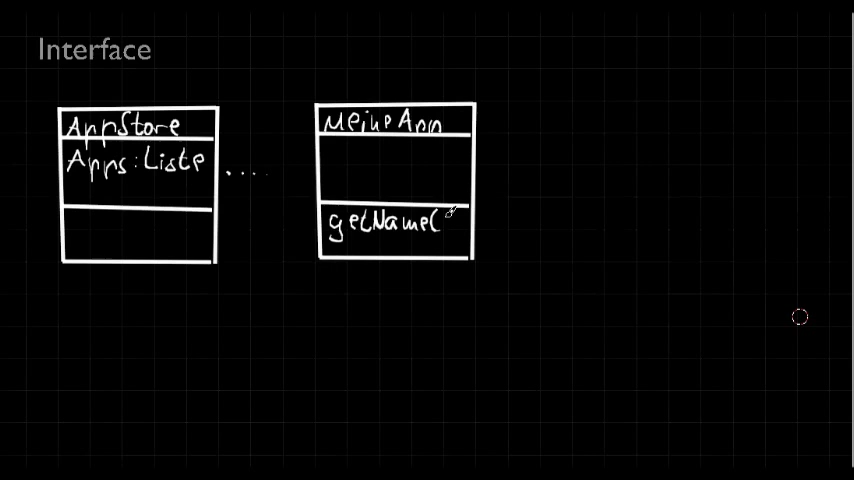 Interface
AppStore
Apps:Liste
....
MeineApp
getName(